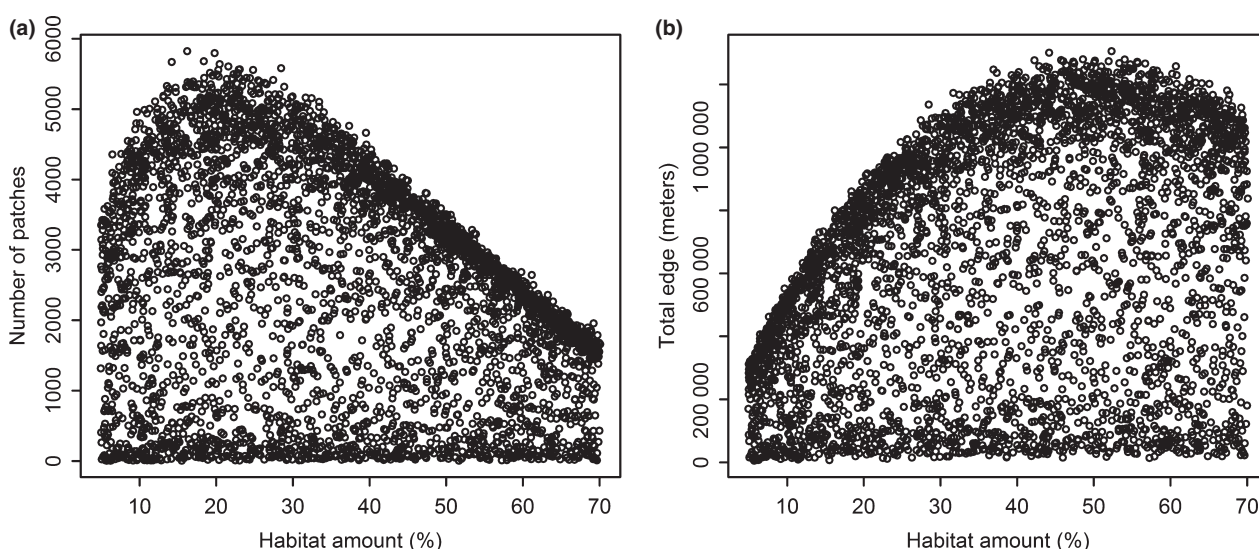 (a)
6000
5000
4000
3000
2000
1000
0
Number of patches
10 20 30 40 50 60 70
Habitat amount (%)
(b)
1 000 000
600 000
200 000
0
Total edge (meters)
10 20 30 40 50 60 70
Habitat amount (%)